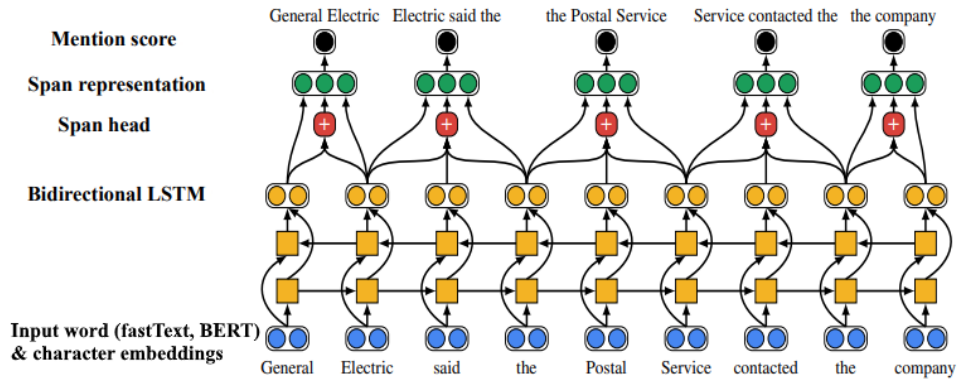 General Electric Electric said the the Postal Service Service contacted the the company
Mention score
Span representation
Span head
+ + + + +
Bidirectional LSTM
Input word (fastText, BERT)
& character embeddings
General Electric said the Postal Service contacted the company